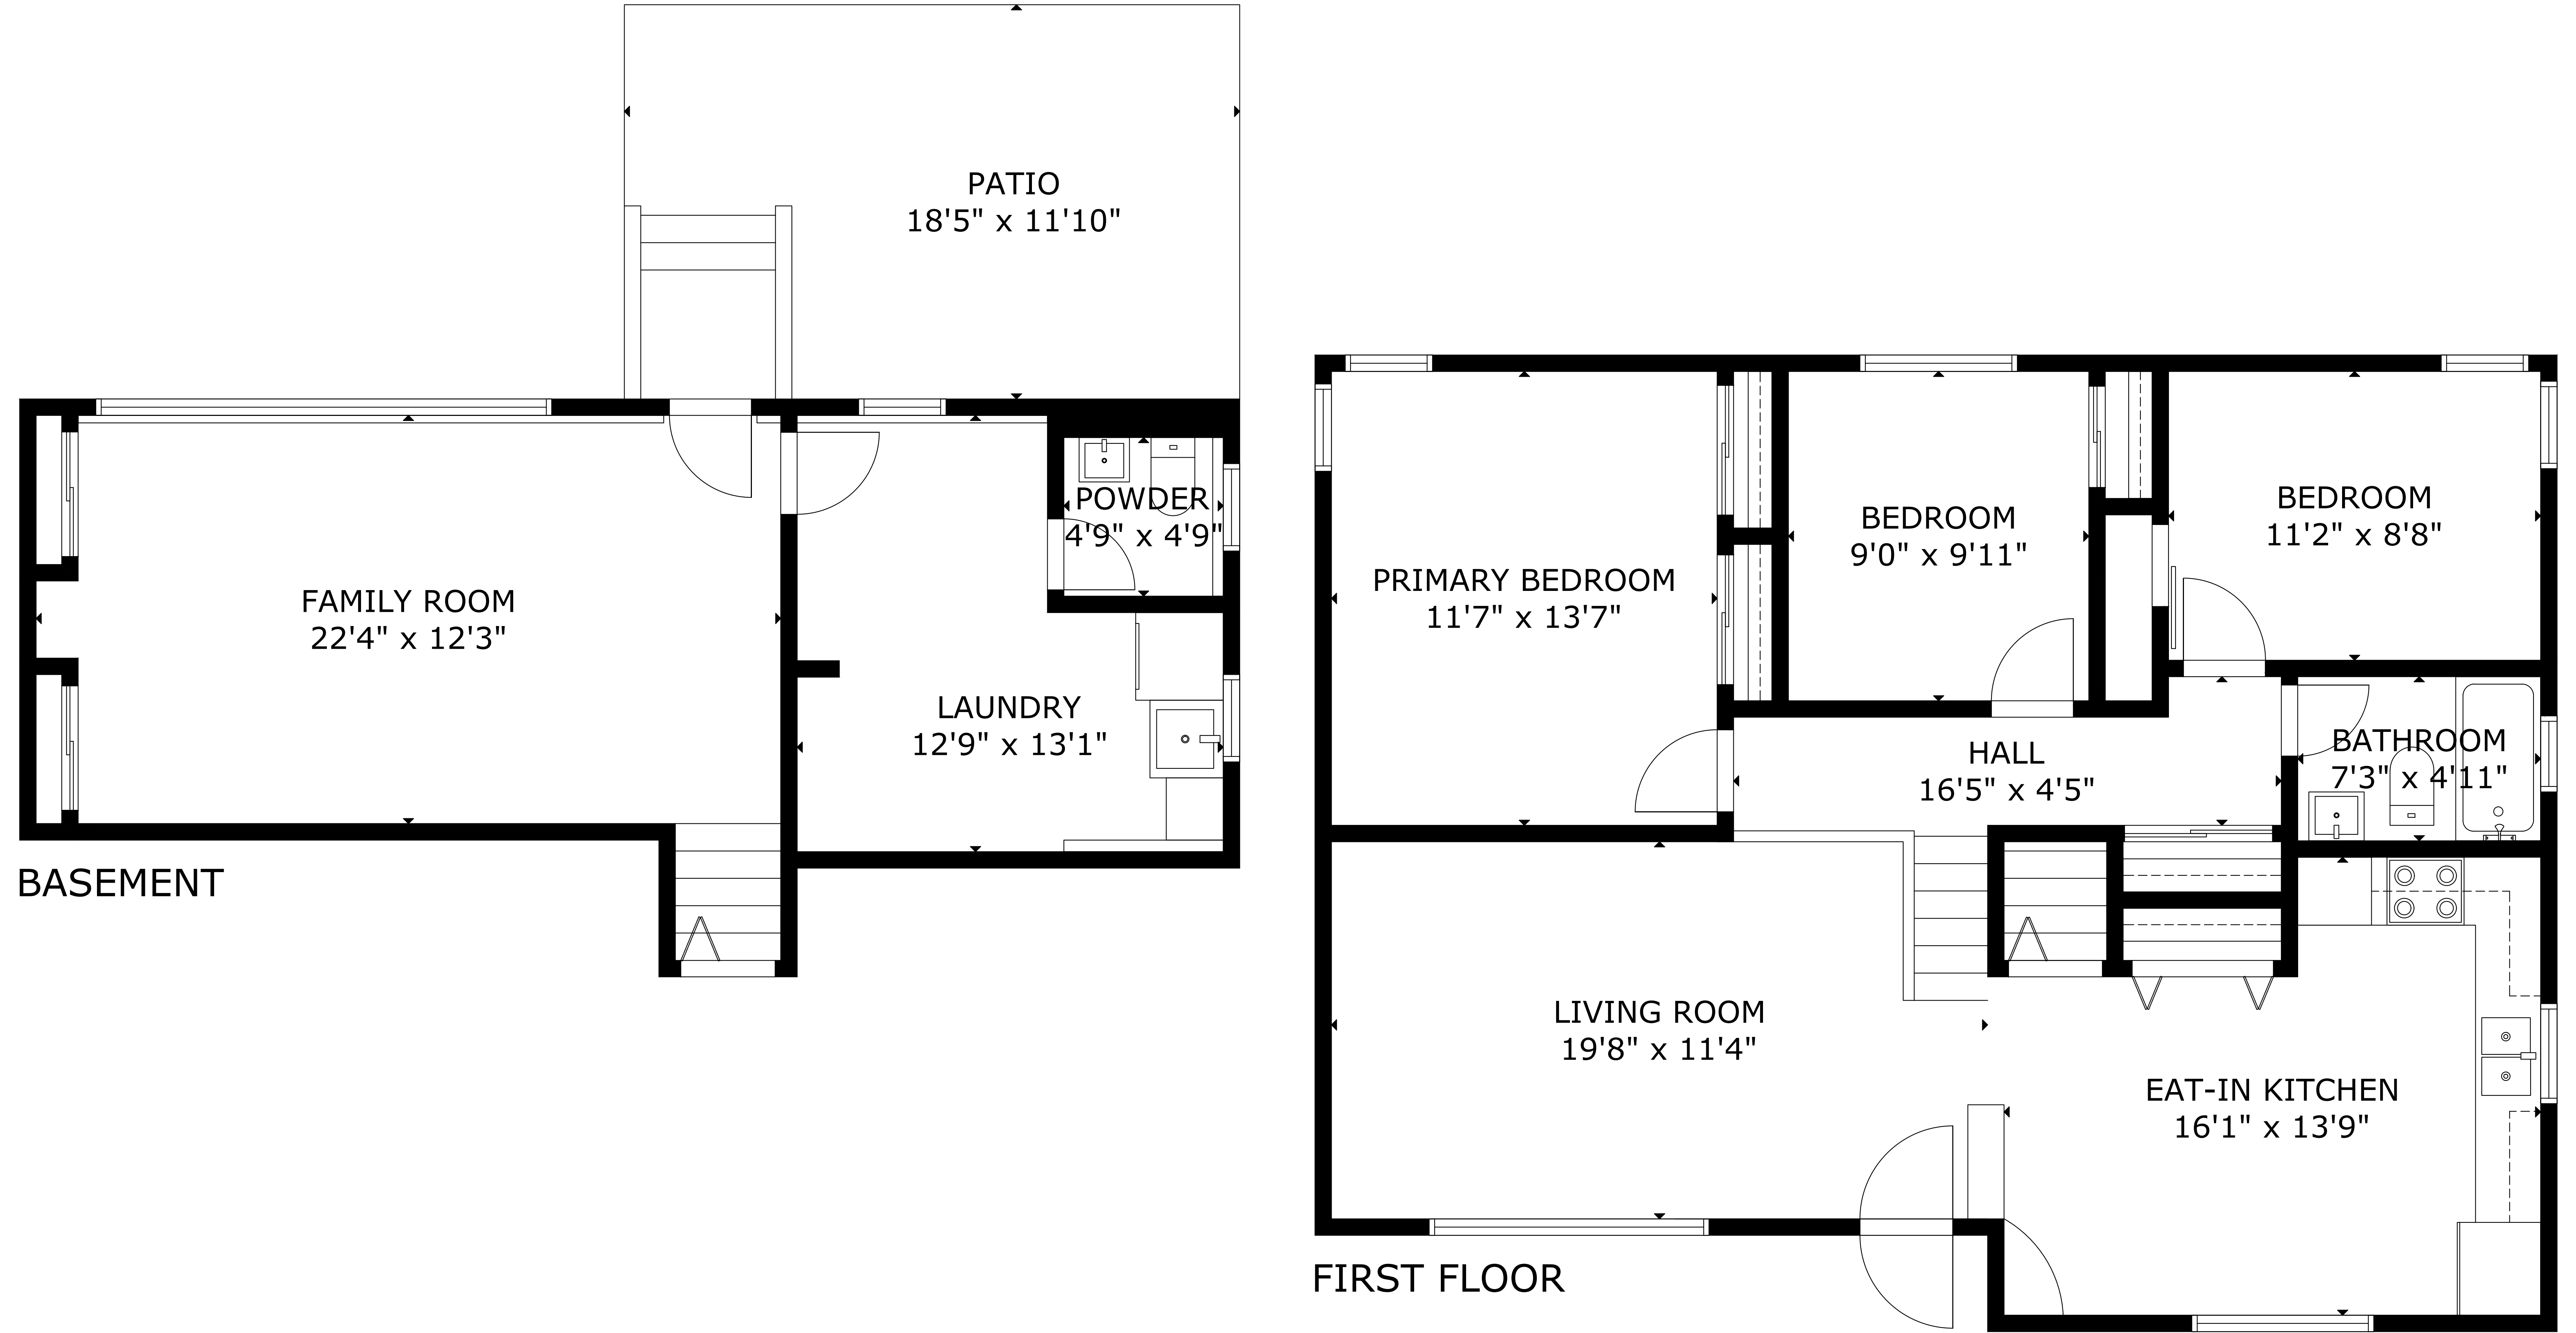 PATIO
18'5" x 11'10"
POWDER
4'9" x 4'9"
FAMILY ROOM
22'4" x 12'3"
LAUNDRY
12'9" x 13'1"
BASEMENT
BEDROOM
11'2" x 8'8"
BEDROOM
9'0" x 9'11"
PRIMARY BEDROOM
11'7" x 13'7"
HALL
16'5" x 4'5"
BATHROOM
7'3" x 4'11"
LIVING ROOM
19'8" x 11'4"
EAT-IN KITCHEN
16'1" x 13'9"
FIRST FLOOR